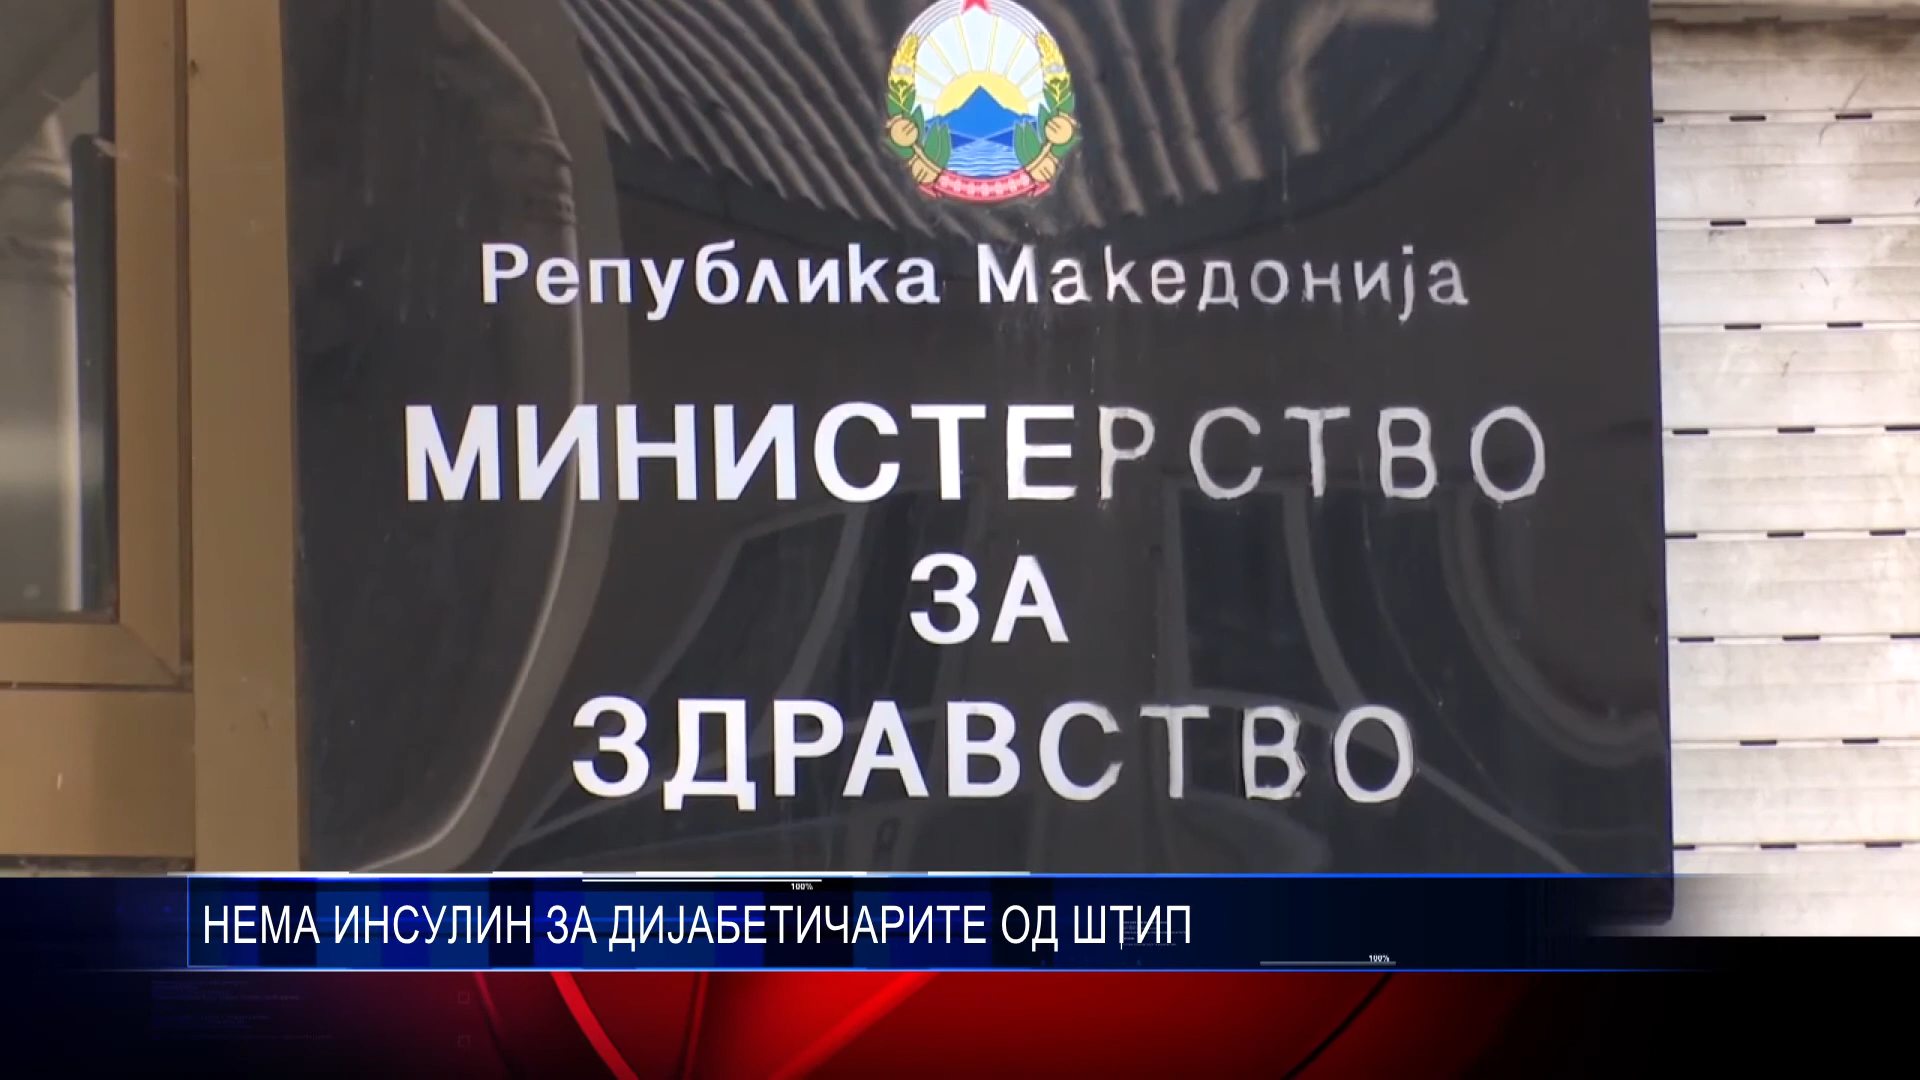 Република Македонија
МИНИСТЕРСТВО
ЗА
ЗДРАВСТВО
100%
НЕМА ИНСУЛИН ЗА ДИЈАБЕТИЧАРИТЕ ОД ШТИП
100%